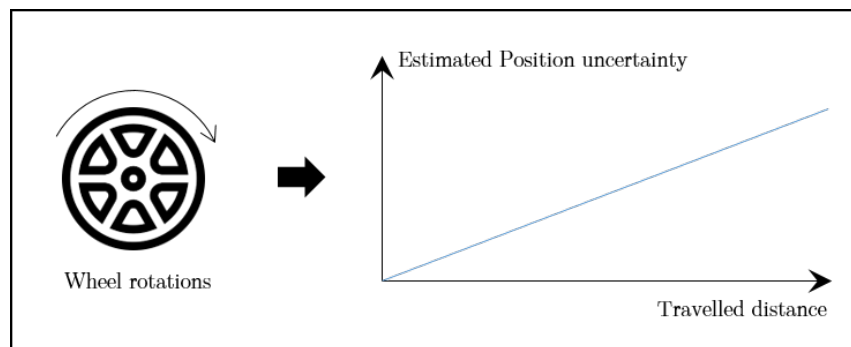 Estimated Position uncertainty
Wheel rotations
Travelled distance